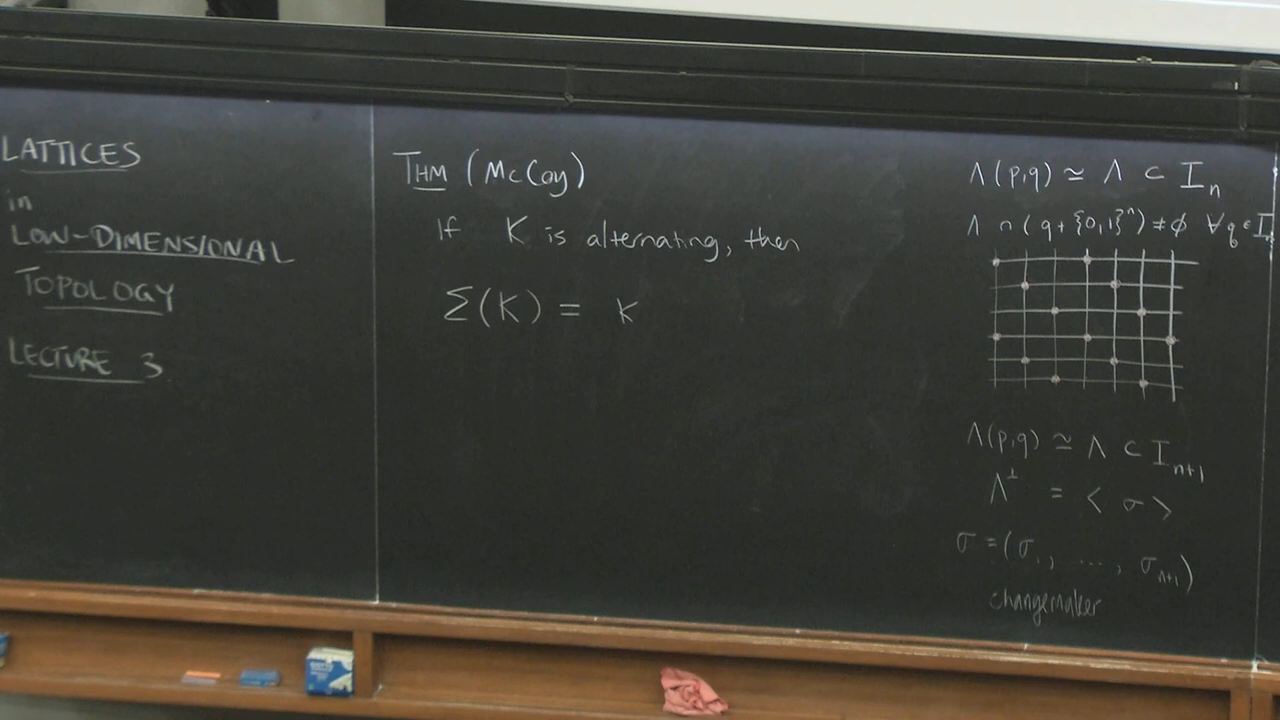 LATTICES
in
LOW-DIMENSIONAL
TOPOLOGY
LECTURE 3
THM (McCoy)
If K is alternating, then
Σ(K) = K
Λ(p,q) ≃ Λ ⊂ I_n
Λ ∩ (q + {0,1}^n) ≠ ∅ ∀q ∈ I_n
Λ(p,q) ≃ Λ ⊂ I_{n+1}
Λ^⊥ = < σ >
σ = (σ_1, ..., σ_{n+1})
changemaker